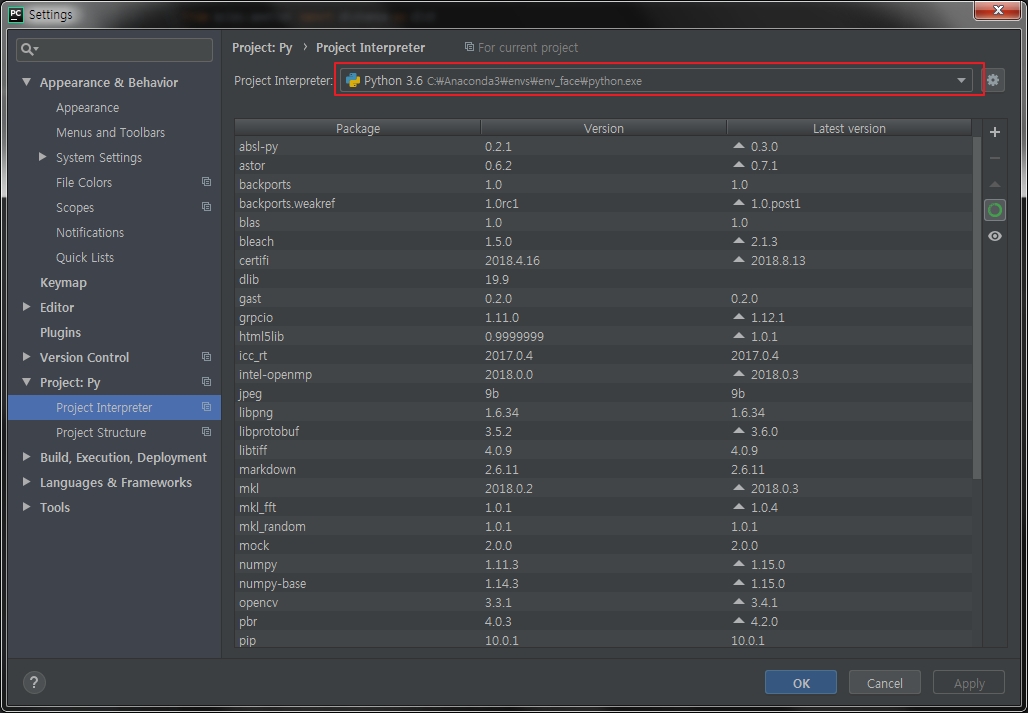 PC Settings
Project: Py › Project Interpreter For current project
Project Interpreter: Python 3.6 C:₩Anaconda3₩envs₩env_face₩python.exe
Appearance & Behavior
Appearance
Menus and Toolbars
System Settings
File Colors
Scopes
Notifications
Quick Lists
Keymap
Editor
Plugins
Version Control
Project: Py
Project Interpreter
Project Structure
Build, Execution, Deployment
Languages & Frameworks
Tools
Package Version Latest version
absl-py 0.2.1 0.3.0
astor 0.6.2 0.7.1
backports 1.0 1.0
backports.weakref 1.0rc1 1.0.post1
blas 1.0 1.0
bleach 1.5.0 2.1.3
certifi 2018.4.16 2018.8.13
dlib 19.9
gast 0.2.0 0.2.0
grpcio 1.11.0 1.12.1
html5lib 0.9999999 1.0.1
icc_rt 2017.0.4 2017.0.4
intel-openmp 2018.0.0 2018.0.3
jpeg 9b 9b
libpng 1.6.34 1.6.34
libprotobuf 3.5.2 3.6.0
libtiff 4.0.9 4.0.9
markdown 2.6.11 2.6.11
mkl 2018.0.2 2018.0.3
mkl_fft 1.0.1 1.0.4
mkl_random 1.0.1 1.0.1
mock 2.0.0 2.0.0
numpy 1.11.3 1.15.0
numpy-base 1.14.3 1.15.0
opencv 3.3.1 3.4.1
pbr 4.0.3 4.2.0
pip 10.0.1 10.0.1
? OK Cancel Apply